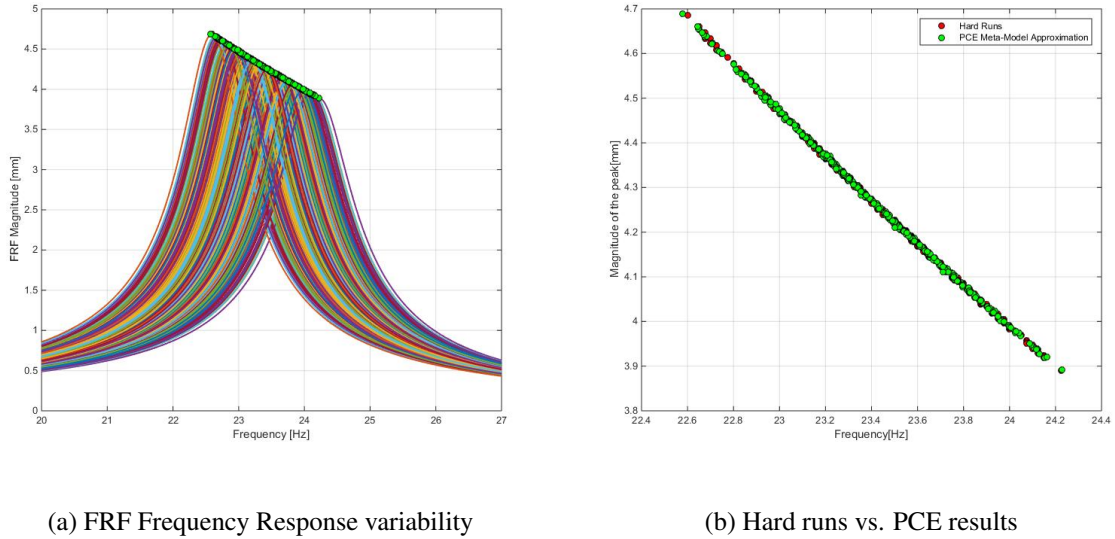 5
4.5
4
3.5
3
2.5
2
1.5
1
0.5
0
FRF Magnitude [mm]
20 21 22 23 24 25 26 27
Frequency [Hz]
4.7
4.6
4.5
4.4
4.3
4.2
4.1
4
3.9
3.8
Magnitude of the peak[mm]
Hard Runs
PCE Meta-Model Approximation
22.4 22.6 22.8 23 23.2 23.4 23.6 23.8 24 24.2 24.4
Frequency[Hz]
(a) FRF Frequency Response variability
(b) Hard runs vs. PCE results